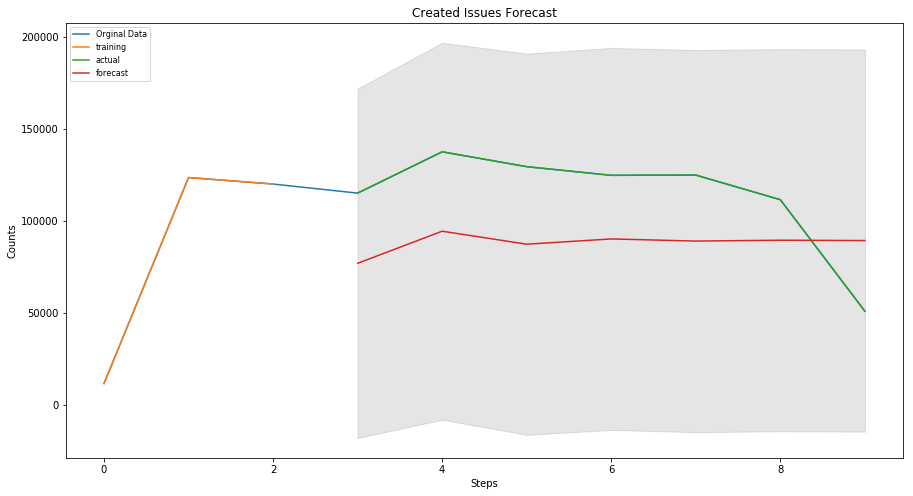 Created Issues Forecast
Orginal Data
training
actual
forecast
200000
150000
100000
50000
0
Counts
0 2 4 6 8
Steps